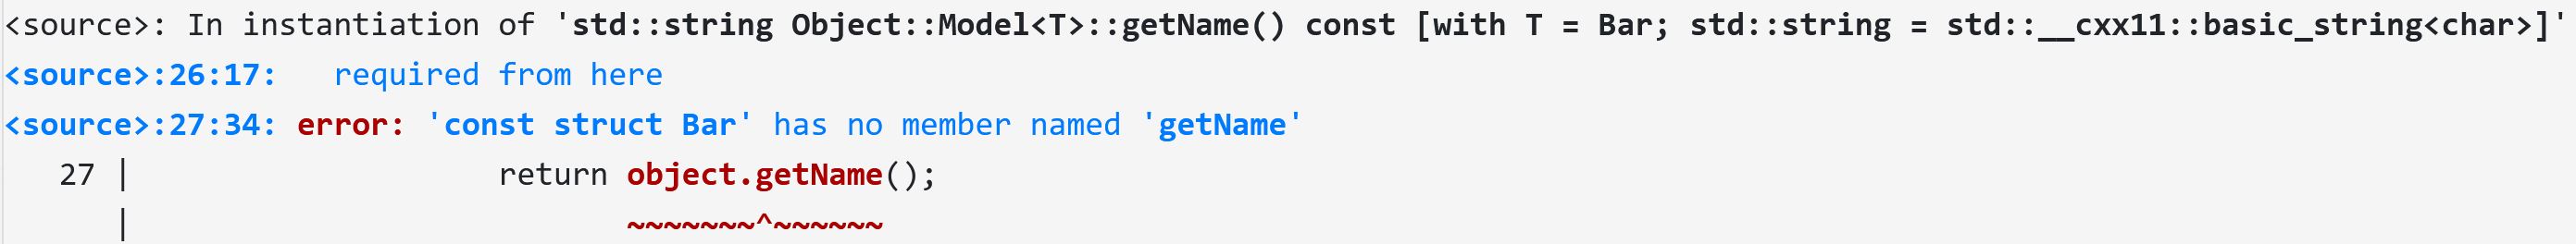 <source>: In instantiation of 'std::string Object::Model<T>::getName() const [with T = Bar; std::string = std::__cxx11::basic_string<char>]'
<source>:26:17:   required from here
<source>:27:34: error: 'const struct Bar' has no member named 'getName'
   27 |                     return object.getName();
      |                            ~~~~~~~^~~~~~~